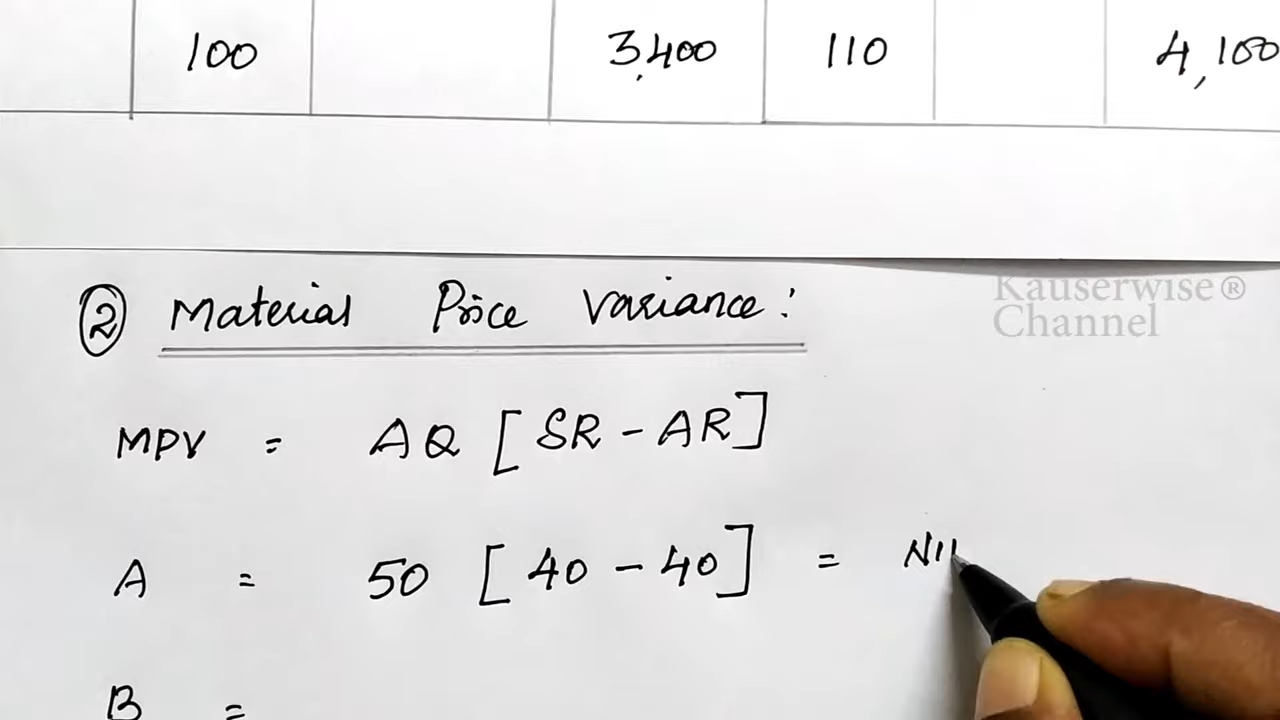 100 3,400 110 4,100
Kauserwise®
Channel
② Material Price Variance:
MPV = AQ [SR - AR]
A = 50 [40 - 40] = Nil
B =